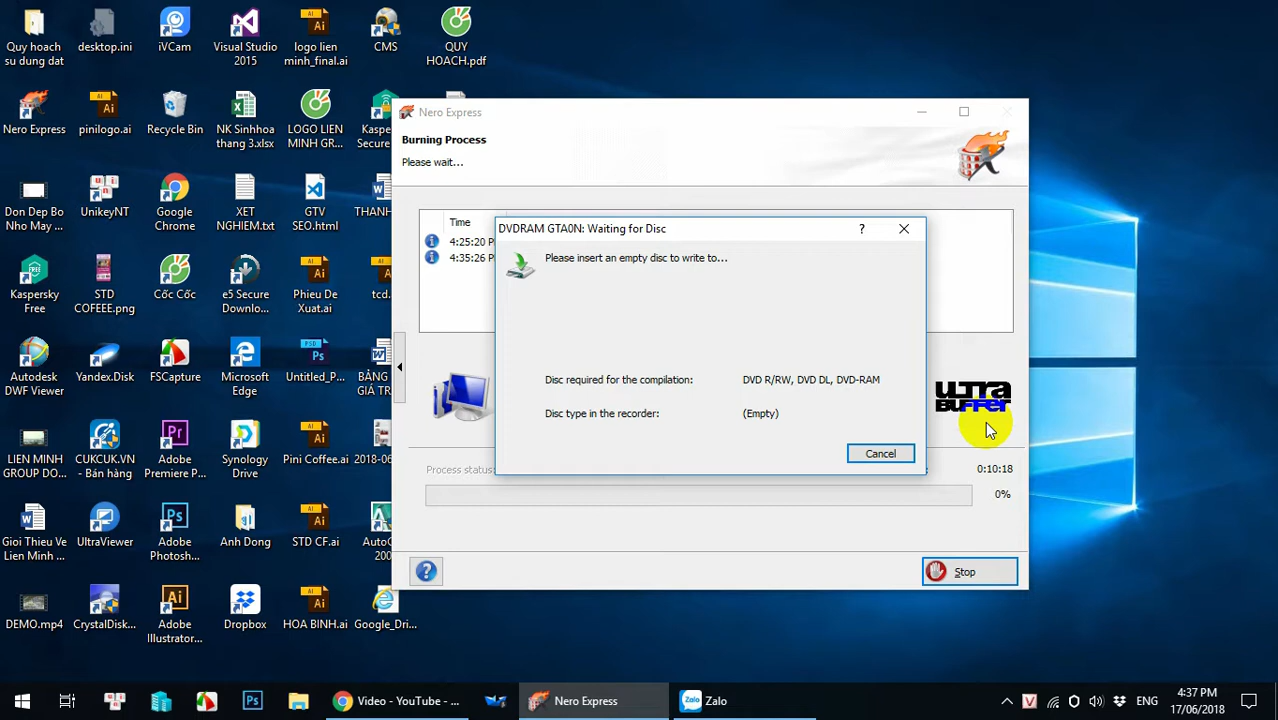 Quy hoach
su dung dat
desktop.ini
iVCam
Visual Studio
2015
logo lien
minh_final.ai
CMS
QUY
HOACH.pdf
Nero Express
pinilogo.ai
Recycle Bin
NK Sinhhoa
thang 3.xlsx
LOGO LIEN
MINH GR...
Kaspe
Secure
Don Dep Bo
Nho May ...
UnikeyNT
Google
Chrome
XET
NGHIEM.txt
GTV
SEO.html
THANH
Kaspersky
Free
STD
COFEEE.png
Cốc Cốc
e5 Secure
Downlo...
Phieu De
Xuat.ai
tcd.
Autodesk
DWF Viewer
Yandex.Disk
FSCapture
Microsoft
Edge
Untitled_P...
BẢNG
GIÁ TR
LIEN MINH
GROUP DO...
CUKCUK.VN
- Bán hàng
Adobe
Premiere P...
Synology
Drive
Pini Coffee.ai
2018-06
Gioi Thieu Ve
Lien Minh ...
UltraViewer
Adobe
Photosh...
Anh Dong
STD CF.ai
AutoC
200
DEMO.mp4
CrystalDisk...
Adobe
Illustrator...
Dropbox
HOA BINH.ai
Google_Dri...
Nero Express
Burning Process
Please wait...
Time
4:25:20 P
4:35:26 P
DVDRAM GTA0N: Waiting for Disc
?
Please insert an empty disc to write to...
Disc required for the compilation:
DVD R/RW, DVD DL, DVD-RAM
Disc type in the recorder:
(Empty)
Cancel
ULTRA
BUFFER
Process status:
0:10:18
0%
Stop
Video - YouTube - ...
Nero Express
Zalo
ENG
4:37 PM
17/06/2018